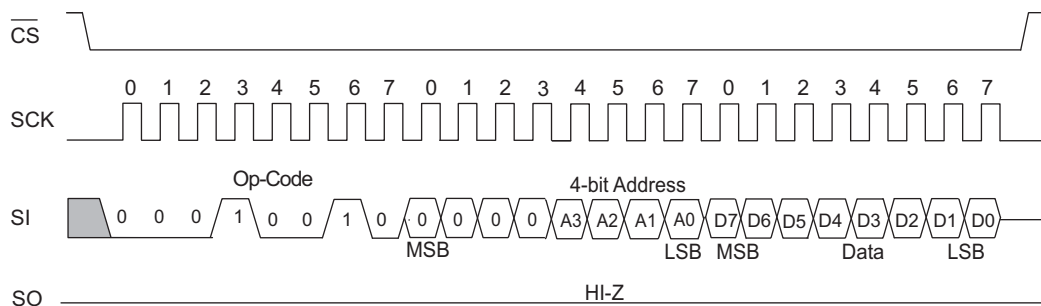 CS
0 1 2 3 4 5 6 7 0 1 2 3 4 5 6 7 0 1 2 3 4 5 6 7
SCK
Op-Code 4-bit Address
SI 0 0 0 1 0 0 1 0 0 0 0 0 A3 A2 A1 A0 D7 D6 D5 D4 D3 D2 D1 D0
MSB LSB MSB Data LSB
HI-Z
SO